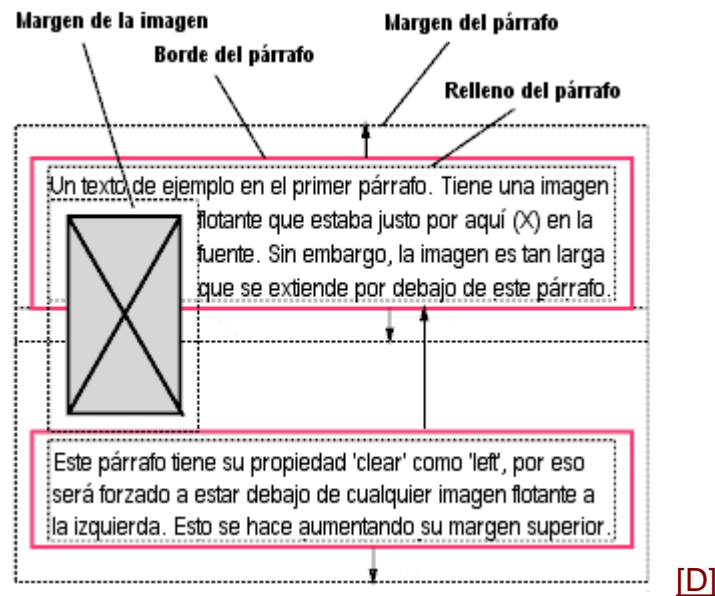 Margen de la imagen
Margen del párrafo
Borde del párrafo
Relleno del párrafo
Un texto de ejemplo en el primer párrafo. Tiene una imagen
flotante que estaba justo por aquí (X) en la
fuente. Sin embargo, la imagen es tan larga
que se extiende por debajo de este párrafo.
Este párrafo tiene su propiedad 'clear' como 'left', por eso
será forzado a estar debajo de cualquier imagen flotante a
la izquierda. Esto se hace aumentando su margen superior.
[D]